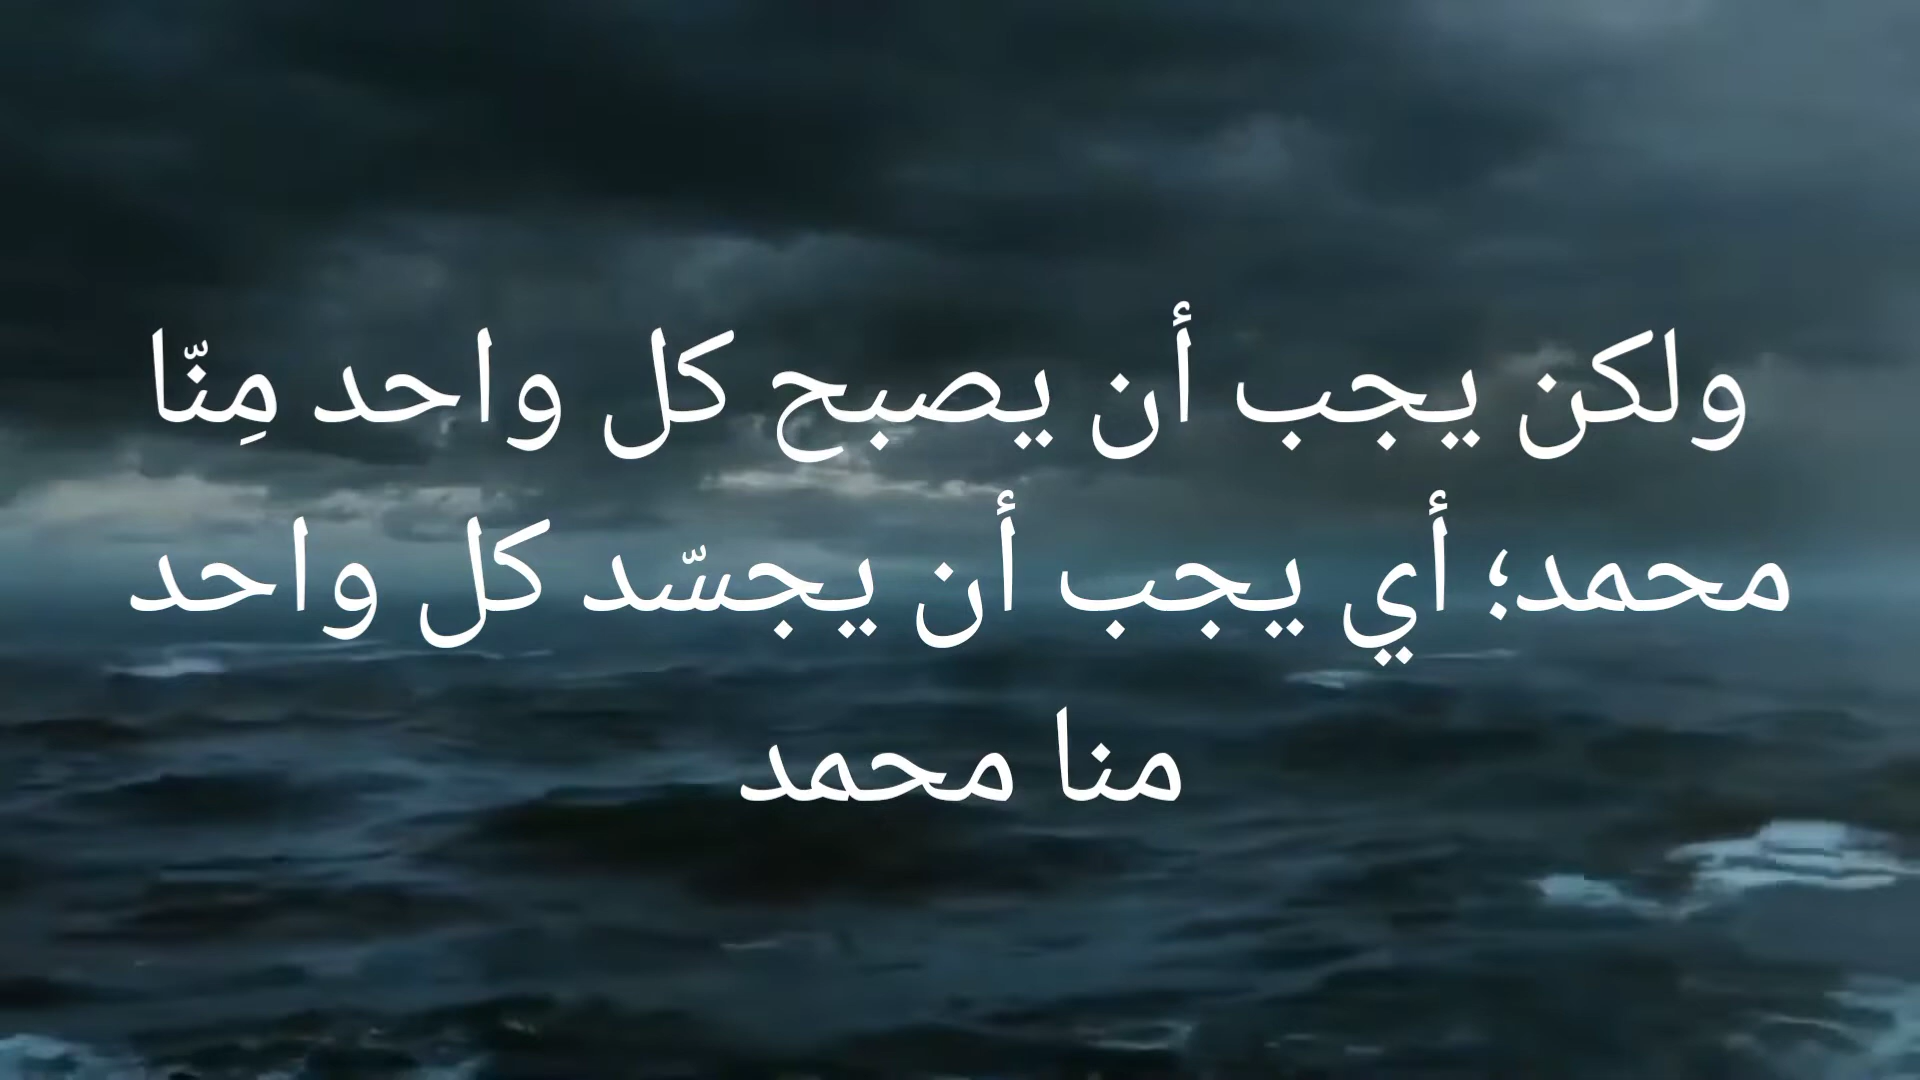 ولكن يجب أن يصبح كل واحد مِنّا
محمد؛ أي يجب أن يجسّد كل واحد
منا محمد